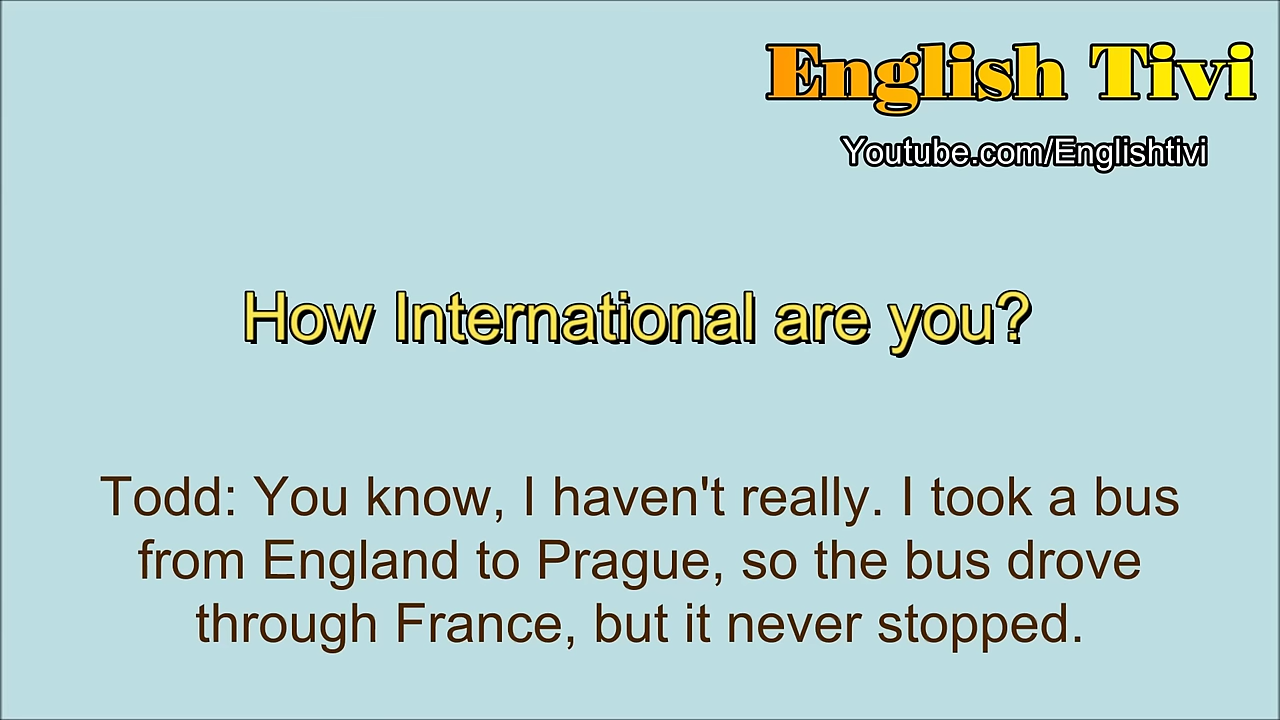 English Tivi
Youtube.com/Englishtivi
How International are you?
Todd: You know, I haven't really. I took a bus
from England to Prague, so the bus drove
through France, but it never stopped.